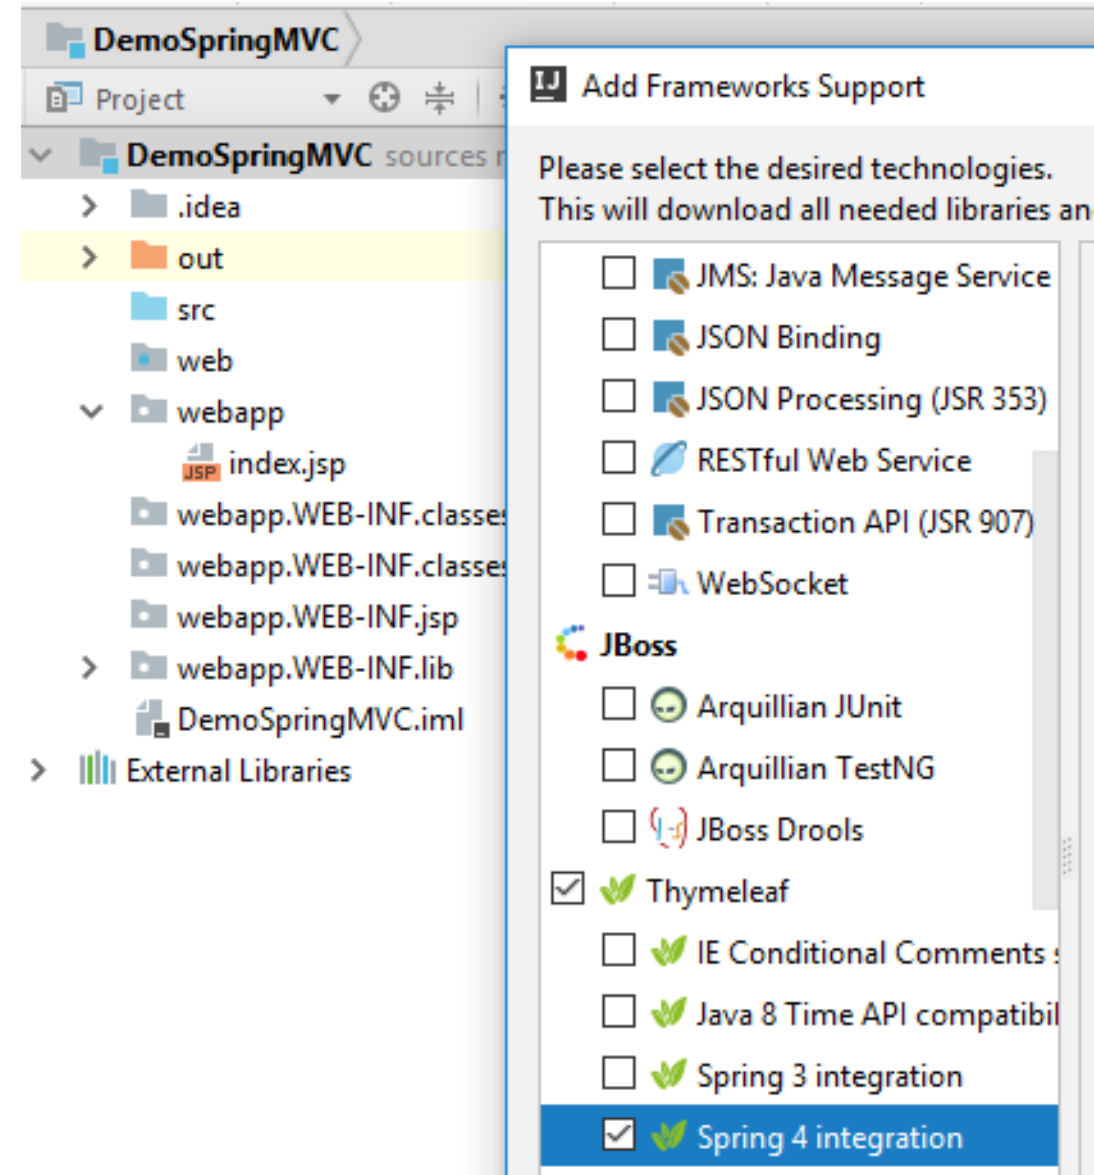 DemoSpringMVC
Project
DemoSpringMVC sources
.idea
out
src
web
webapp
JSP index.jsp
webapp.WEB-INF.classes
webapp.WEB-INF.classes
webapp.WEB-INF.jsp
webapp.WEB-INF.lib
DemoSpringMVC.iml
External Libraries
IJ Add Frameworks Support
Please select the desired technologies.
This will download all needed libraries an
JMS: Java Message Service
JSON Binding
JSON Processing (JSR 353)
RESTful Web Service
Transaction API (JSR 907)
WebSocket
JBoss
Arquillian JUnit
Arquillian TestNG
JBoss Drools
Thymeleaf
IE Conditional Comments
Java 8 Time API compatibil
Spring 3 integration
Spring 4 integration